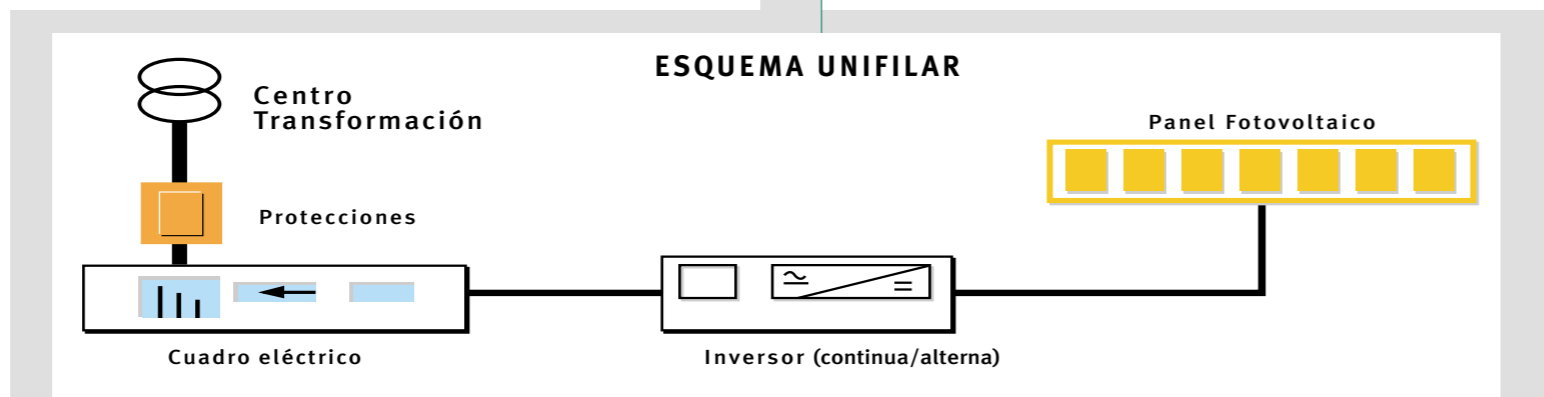 ESQUEMA UNIFILAR
Centro
Transformación
Panel Fotovoltaico
Protecciones
Cuadro eléctrico
Inversor (continua/alterna)